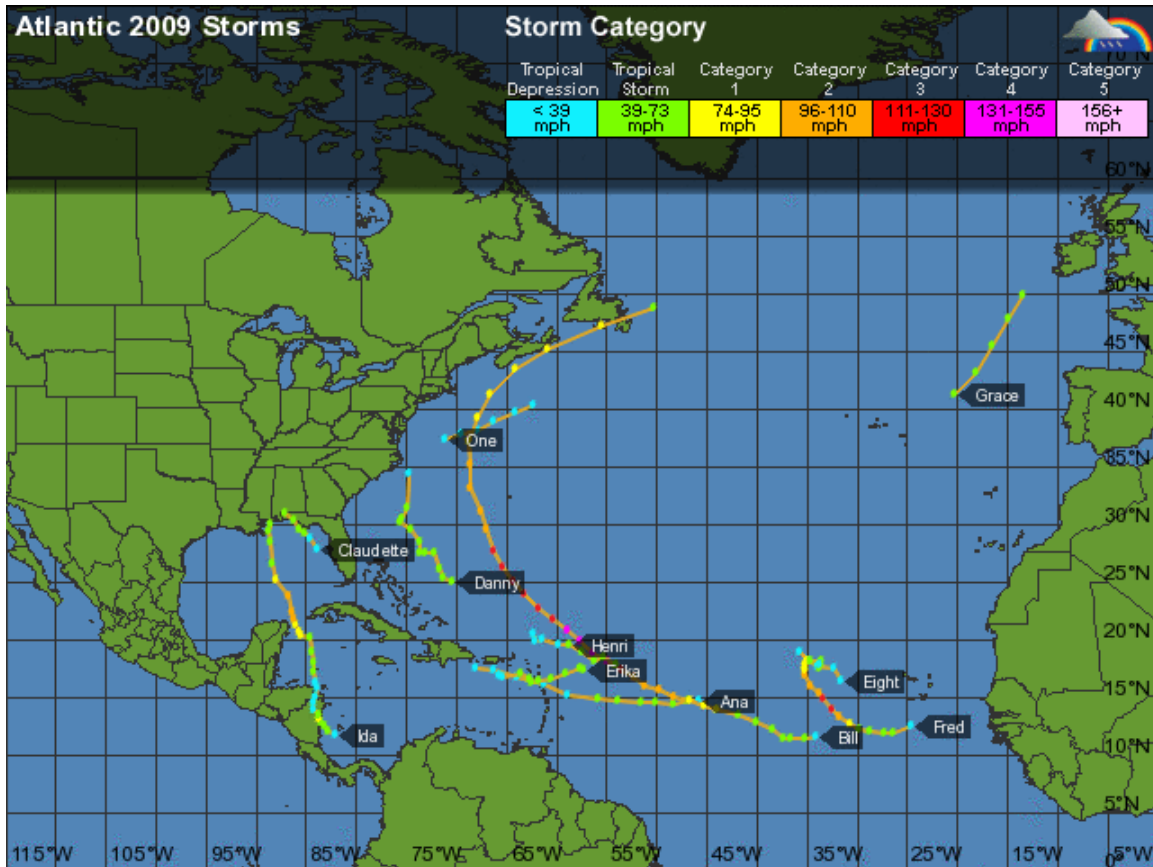 Atlantic 2009 Storms
Storm Category
Tropical Depression
Tropical Storm
Category 1
Category 2
Category 3
Category 4
Category 5
< 39 mph
39-73 mph
74-95 mph
96-110 mph
111-130 mph
131-155 mph
156+ mph
60°N
55°N
50°N
45°N
Grace
40°N
One
35°N
30°N
Claudette
Danny
25°N
20°N
Henri
Erika
Eight
15°N
Ana
Fred
Ida
Bill
10°N
5°N
115°W
105°W
95°W
85°W
75°W
65°W
55°W
45°W
35°W
25°W
15°W
5°W
0°